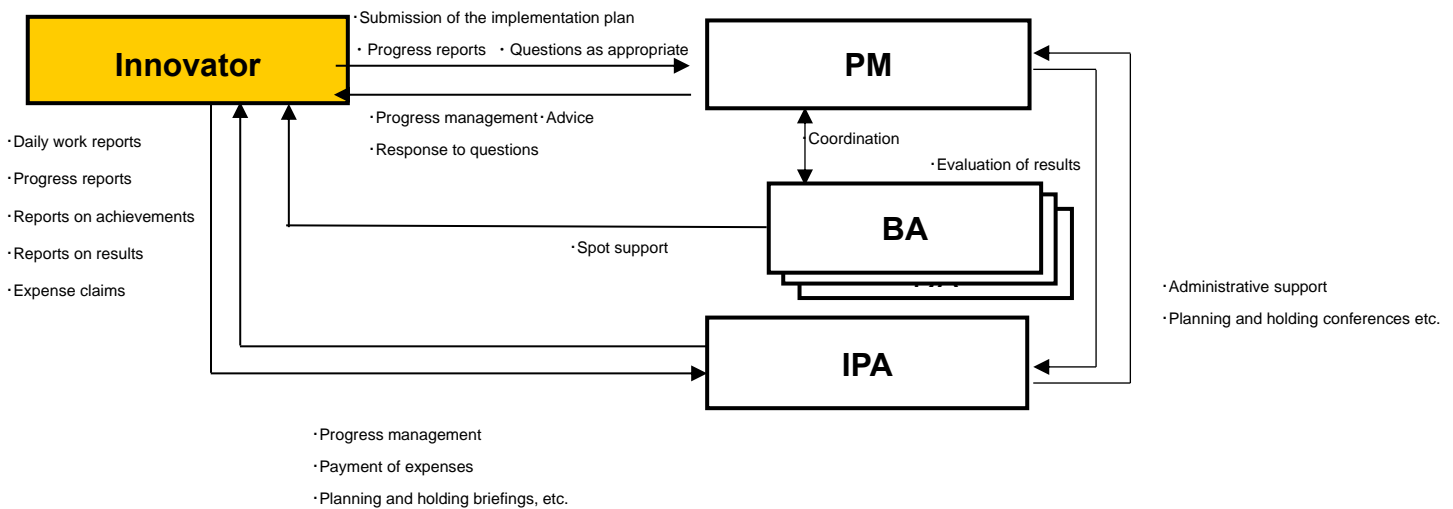 ·Submission of the implementation plan
· Progress reports · Questions as appropriate
Innovator
PM
·Progress management·Advice
·Response to questions
·Daily work reports
·Progress reports
·Reports on achievements
·Reports on results
·Expense claims
·Coordination
·Evaluation of results
BA
·Spot support
·Administrative support
·Planning and holding conferences etc.
IPA
·Progress management
·Payment of expenses
·Planning and holding briefings, etc.